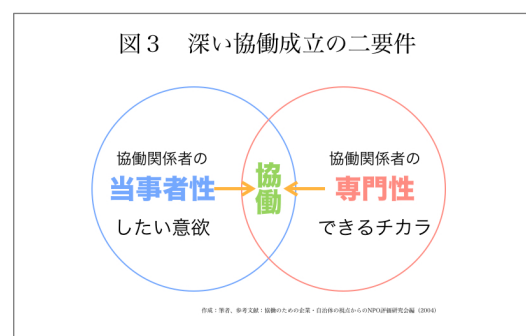 図３　深い協働成立の二要件
協働関係者の
当事者性
したい意欲
協働
協働関係者の
専門性
できるチカラ
作成：筆者、参考文献：協働のための企業・自治体の視点からのNPO評価研究会編（2004）